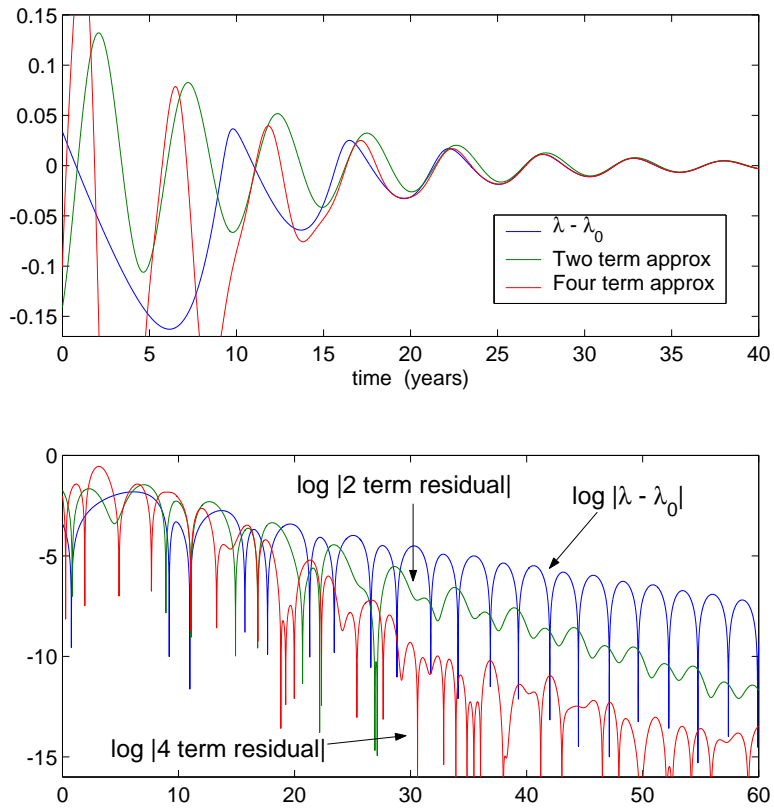 0.15
0.1
0.05
0
-0.05
-0.1
-0.15
λ - λ₀
Two term approx
Four term approx
0 5 10 15 20 25 30 35 40
time (years)
0
-5
-10
-15
log |2 term residual|
log |λ - λ₀|
log |4 term residual|
0 10 20 30 40 50 60